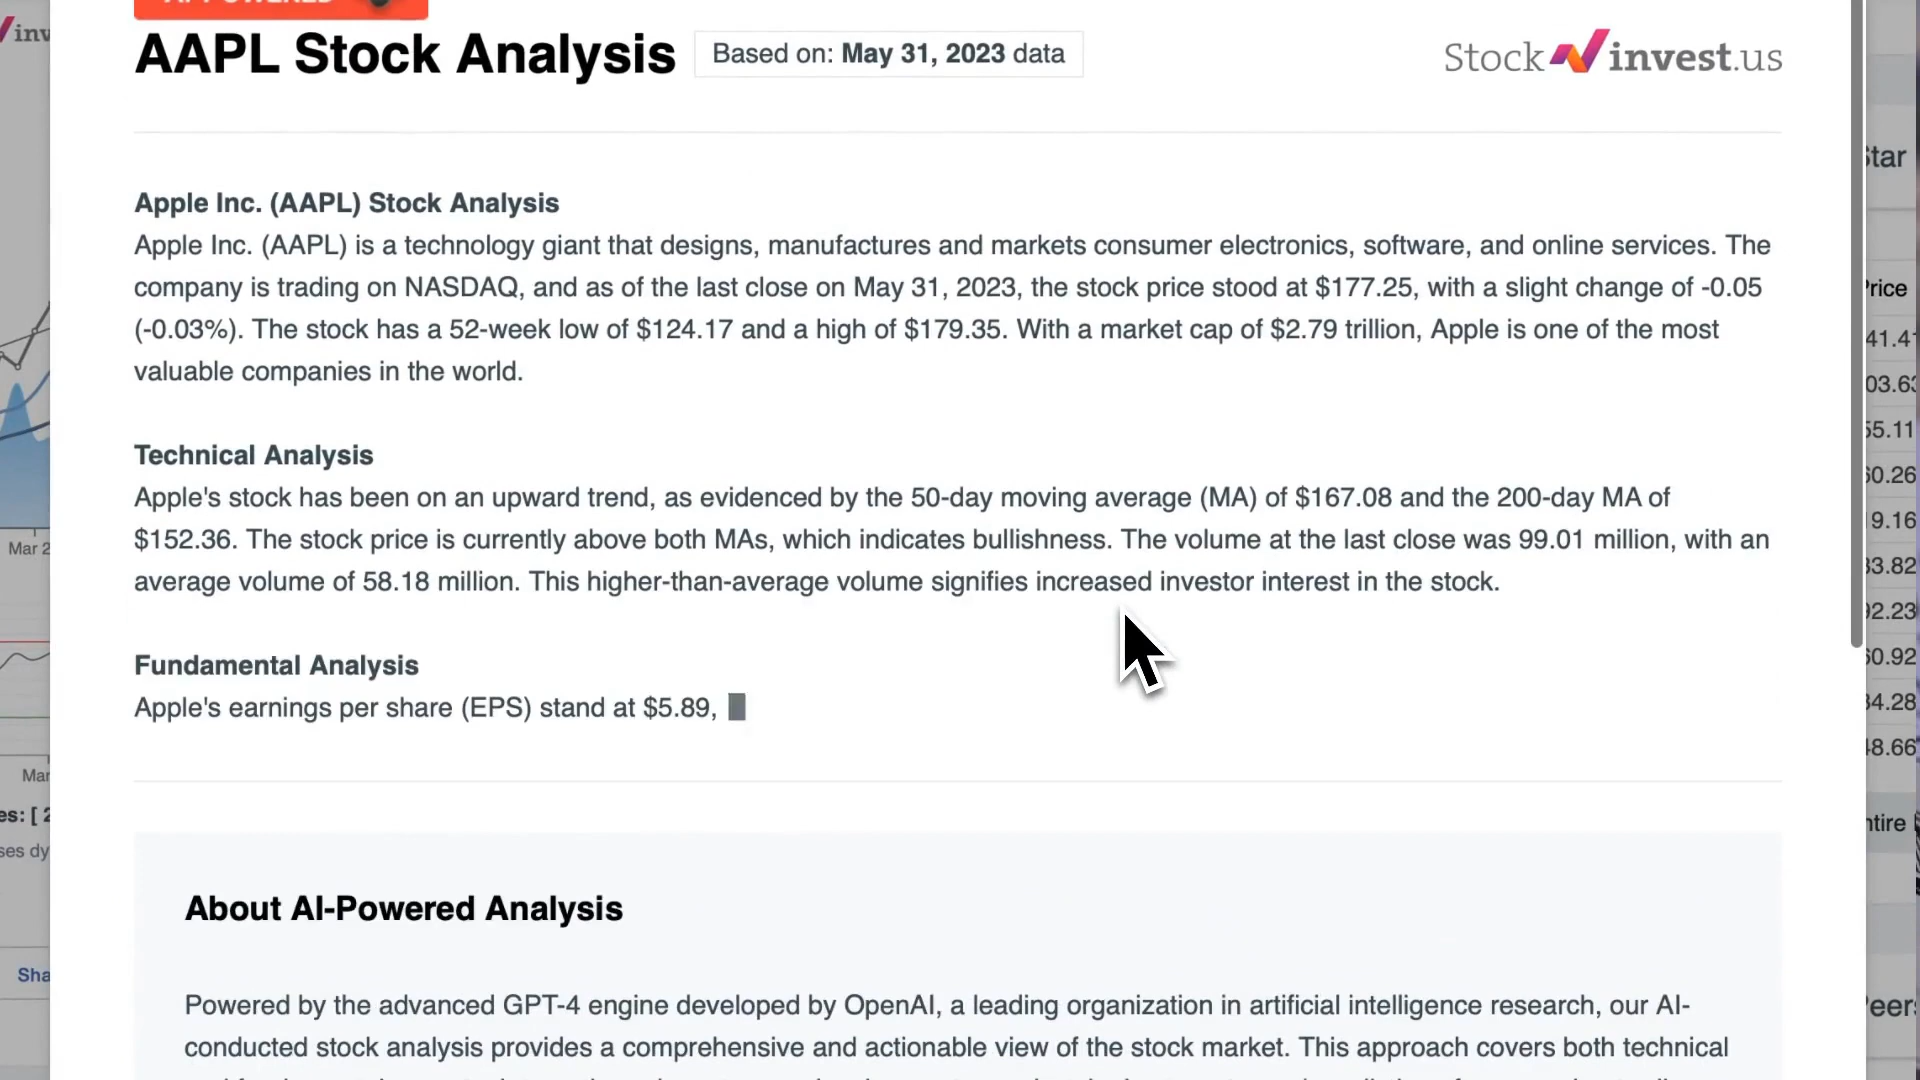 AAPL Stock Analysis
Based on: May 31, 2023 data
Stock invest.us
Apple Inc. (AAPL) Stock Analysis
Apple Inc. (AAPL) is a technology giant that designs, manufactures and markets consumer electronics, software, and online services. The
company is trading on NASDAQ, and as of the last close on May 31, 2023, the stock price stood at $177.25, with a slight change of -0.05
(-0.03%). The stock has a 52-week low of $124.17 and a high of $179.35. With a market cap of $2.79 trillion, Apple is one of the most
valuable companies in the world.
Technical Analysis
Apple's stock has been on an upward trend, as evidenced by the 50-day moving average (MA) of $167.08 and the 200-day MA of
$152.36. The stock price is currently above both MAs, which indicates bullishness. The volume at the last close was 99.01 million, with an
average volume of 58.18 million. This higher-than-average volume signifies increased investor interest in the stock.
Fundamental Analysis
Apple's earnings per share (EPS) stand at $5.89,
About AI-Powered Analysis
Powered by the advanced GPT-4 engine developed by OpenAI, a leading organization in artificial intelligence research, our AI-
conducted stock analysis provides a comprehensive and actionable view of the stock market. This approach covers both technical